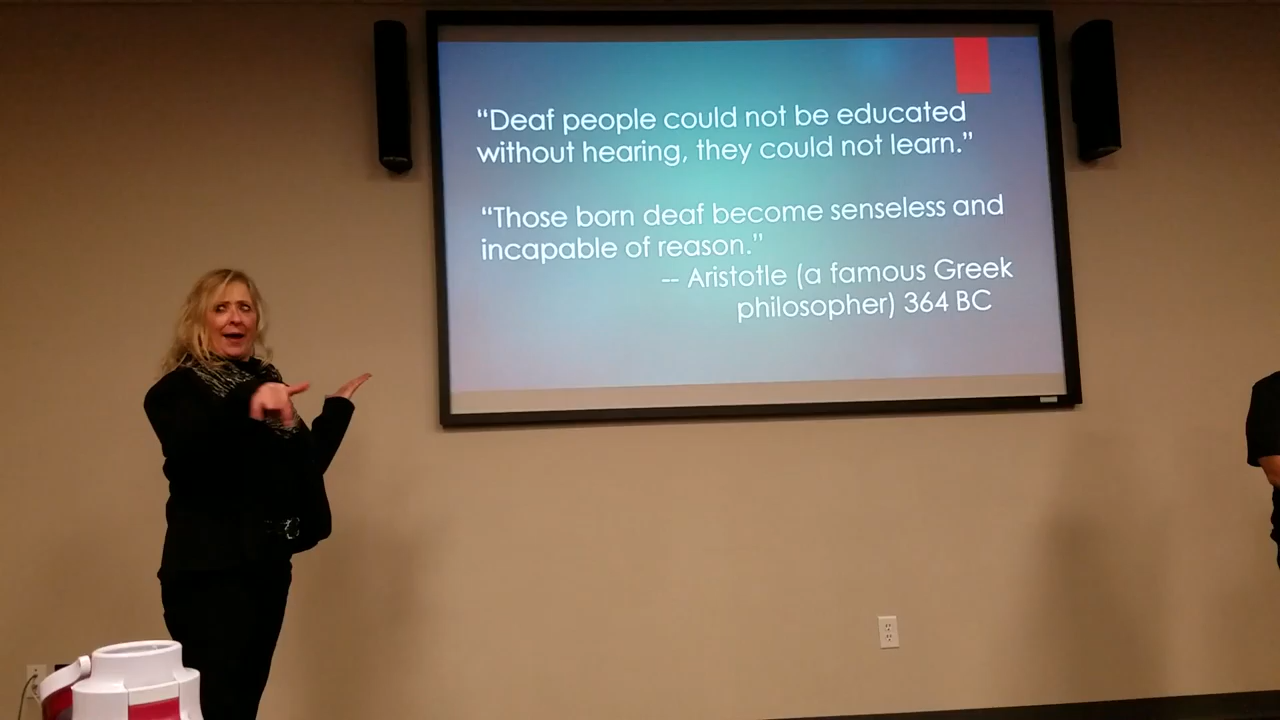 “Deaf people could not be educated
without hearing, they could not learn.”
“Those born deaf become senseless and
incapable of reason.”
-- Aristotle (a famous Greek
philosopher) 364 BC